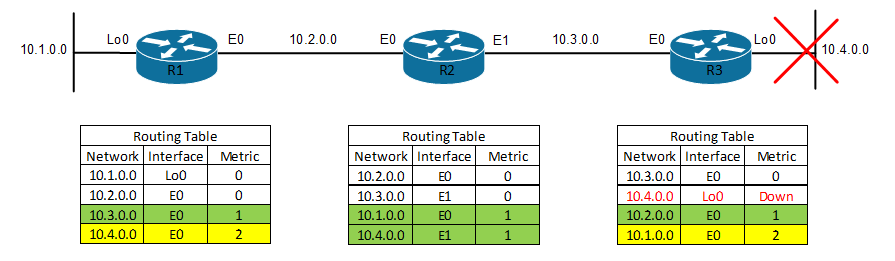 10.1.0.0 Lo0 E0 10.2.0.0 E0 E1 10.3.0.0 E0 Lo0 10.4.0.0
R1 R2 R3
Routing Table
Network Interface Metric
10.1.0.0 Lo0 0
10.2.0.0 E0 0
10.3.0.0 E0 1
10.4.0.0 E0 2
Routing Table
Network Interface Metric
10.2.0.0 E0 0
10.3.0.0 E1 0
10.1.0.0 E0 1
10.4.0.0 E1 1
Routing Table
Network Interface Metric
10.3.0.0 E0 0
10.4.0.0 Lo0 Down
10.2.0.0 E0 1
10.1.0.0 E0 2